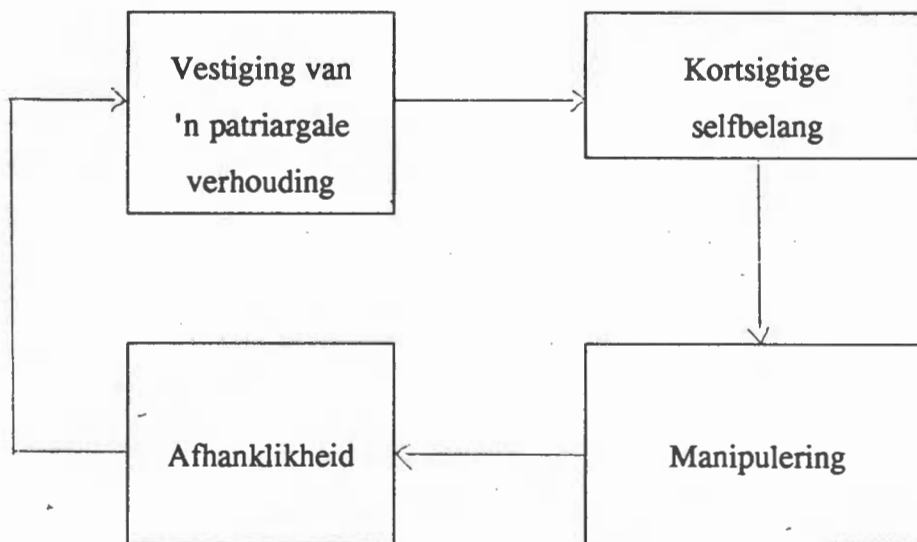 Vestiging van
'n patriargale
verhouding
Kortsigtige
selfbelang
Afhanklikheid
Manipulering